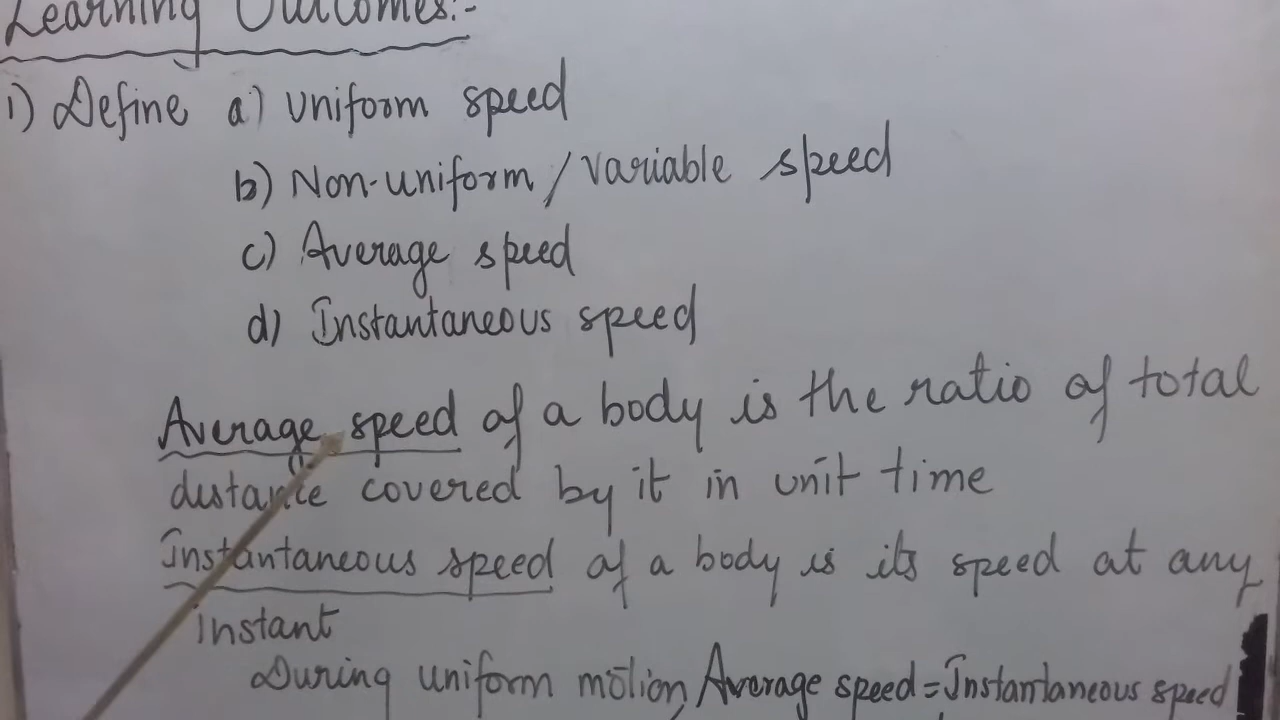 Learning Outcomes:-
1) Define a) Uniform speed
b) Non-uniform/Variable speed
c) Average speed
d) Instantaneous speed
Average speed of a body is the ratio of total
distance covered by it in unit time
Instantaneous speed of a body is its speed at any
instant
During uniform motion, Average speed = Instantaneous speed